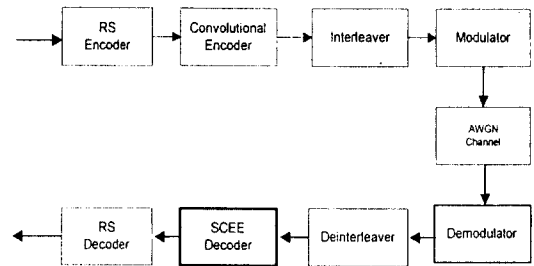 RS
Encoder
Convolutional
Encoder
Interleaver
Modulator
AWGN
Channel
RS
Decoder
SCEE
Decoder
Deinterleaver
Demodulator